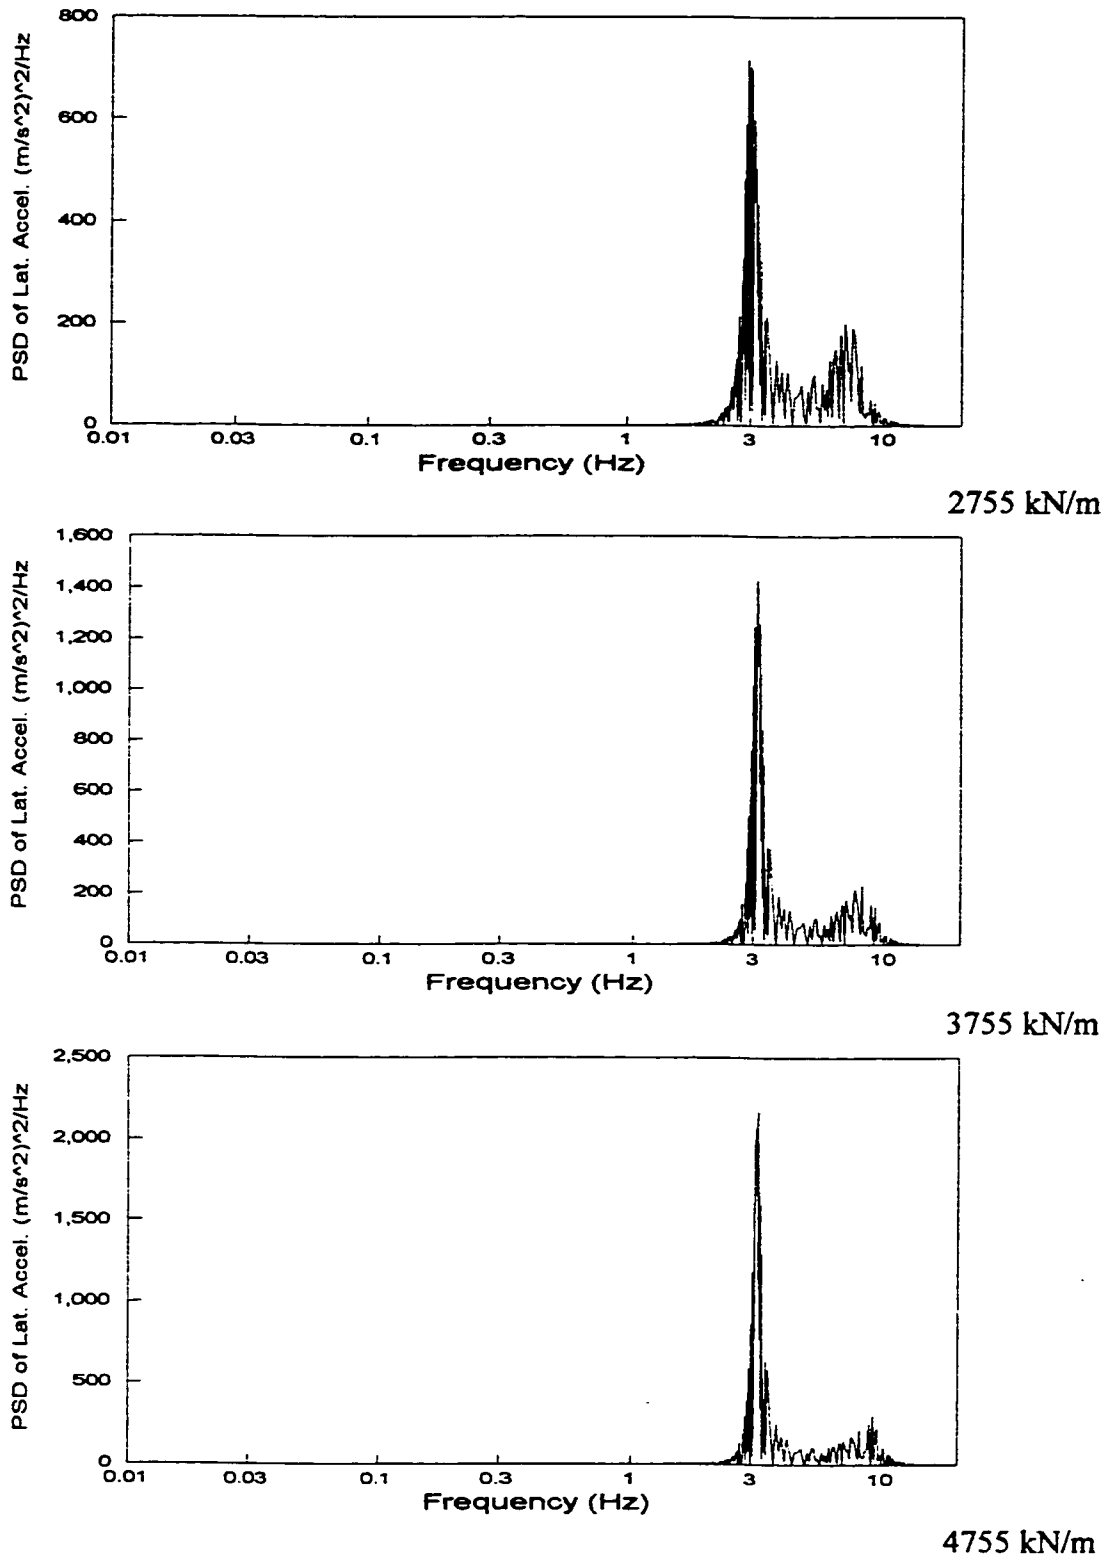 PSD of Lat. Accel. (m/s^2)^2/Hz
800
600
400
200
0
0.01 0.03 0.1 0.3 1 3 10
Frequency (Hz)
2755 kN/m
PSD of Lat. Accel. (m/s^2)^2/Hz
1,600
1,400
1,200
1,000
800
600
400
200
0
0.01 0.03 0.1 0.3 1 3 10
Frequency (Hz)
3755 kN/m
PSD of Lat. Accel. (m/s^2)^2/Hz
2,500
2,000
1,500
1,000
500
0
0.01 0.03 0.1 0.3 1 3 10
Frequency (Hz)
4755 kN/m